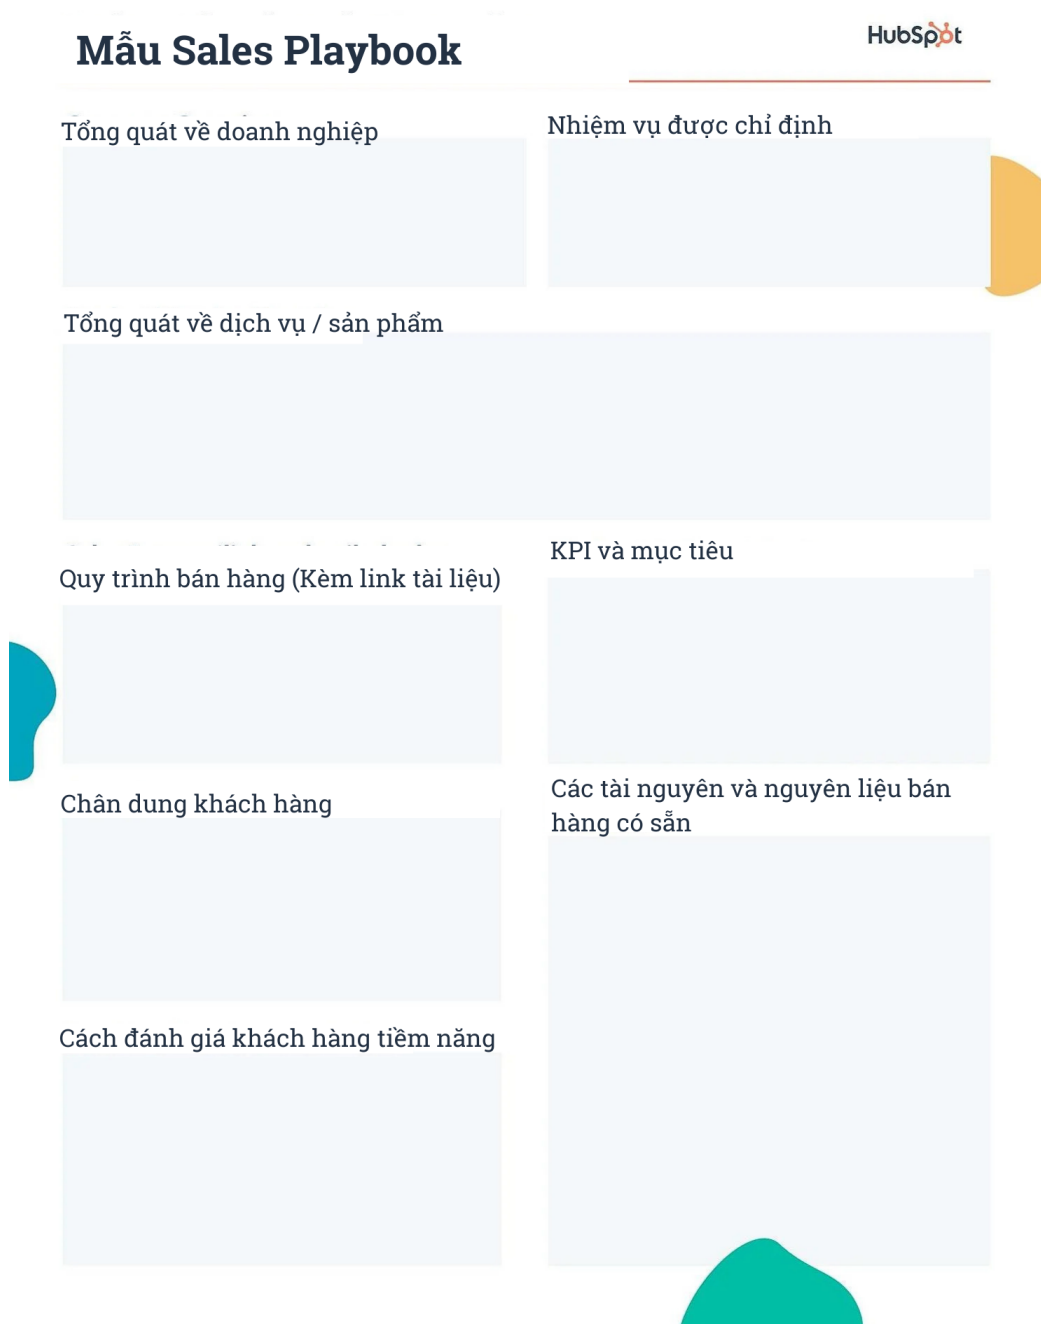 Mẫu Sales Playbook
HubSpot
Tổng quát về doanh nghiệp
Nhiệm vụ được chỉ định
Tổng quát về dịch vụ / sản phẩm
Quy trình bán hàng (Kèm link tài liệu)
KPI và mục tiêu
Chân dung khách hàng
Các tài nguyên và nguyên liệu bán
hàng có sẵn
Cách đánh giá khách hàng tiềm năng